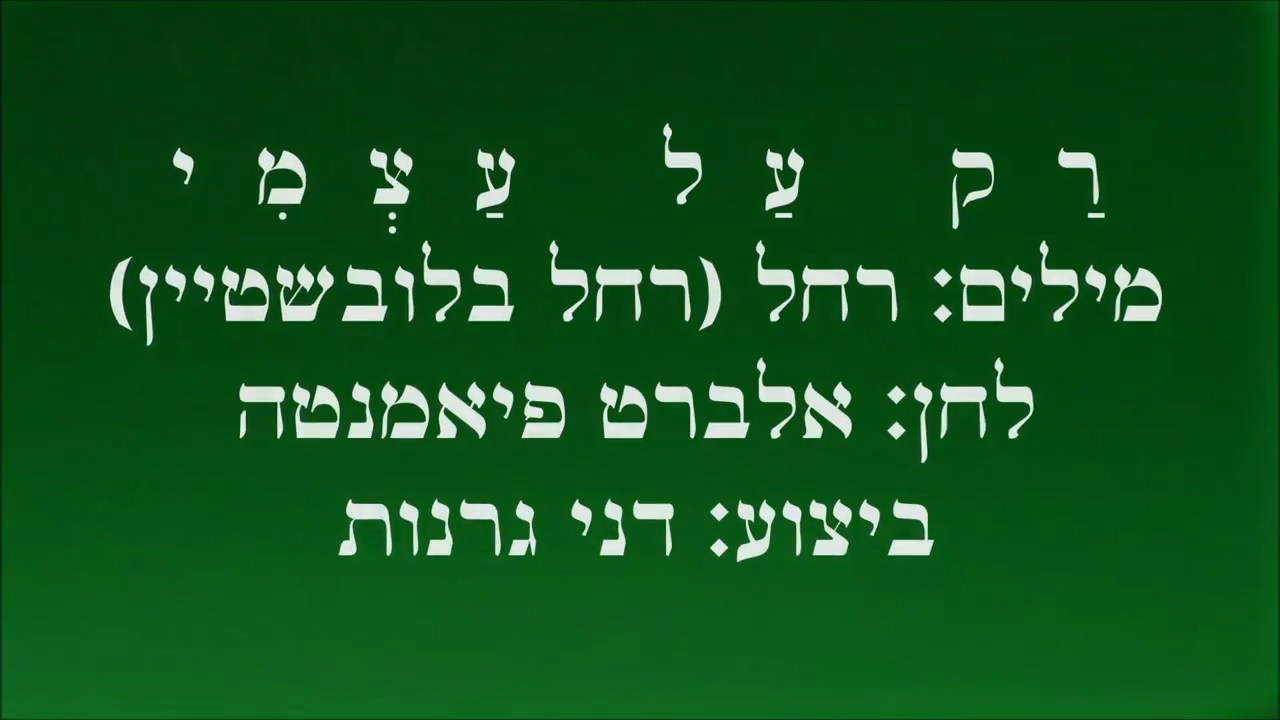 רַק עַל עַצְמִי
מילים: רחל (רחל בלובשטיין)
לחן: אלברט פיאמנטה
ביצוע: דני גרנות